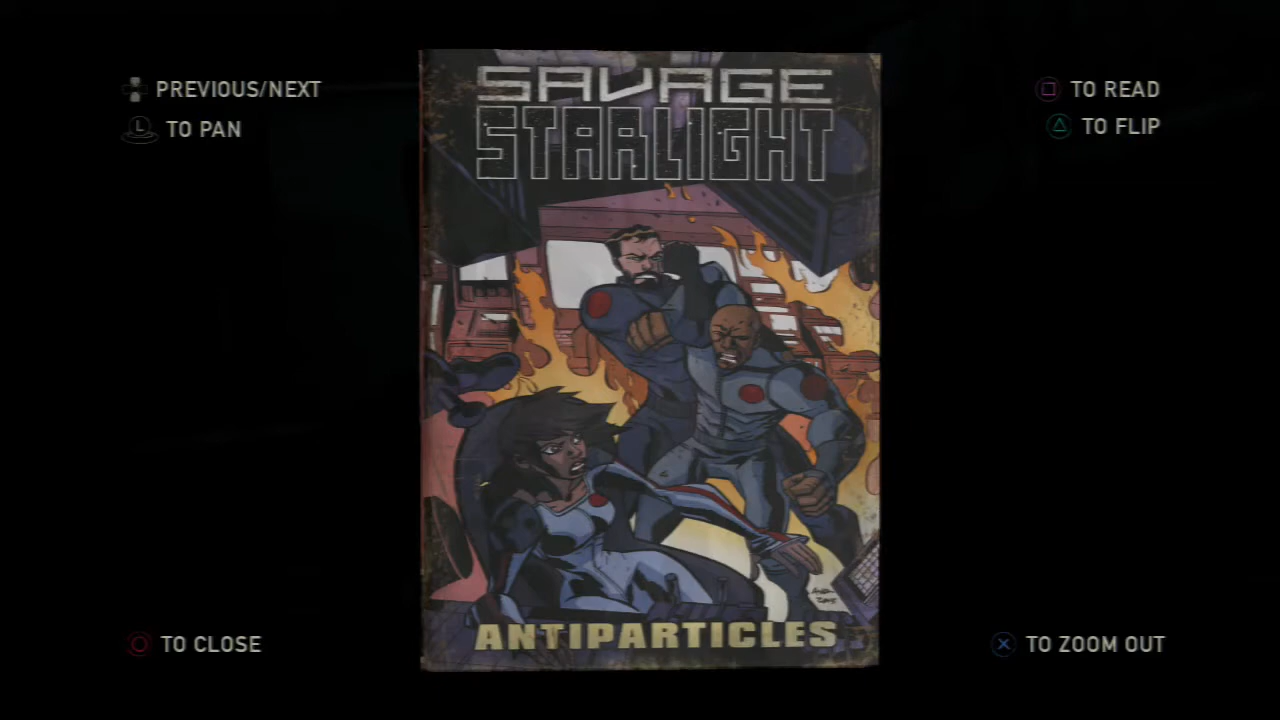 PREVIOUS/NEXT
L TO PAN
TO READ
TO FLIP
SAVAGE
STARLIGHT
ANTIPARTICLES
TO CLOSE
TO ZOOM OUT